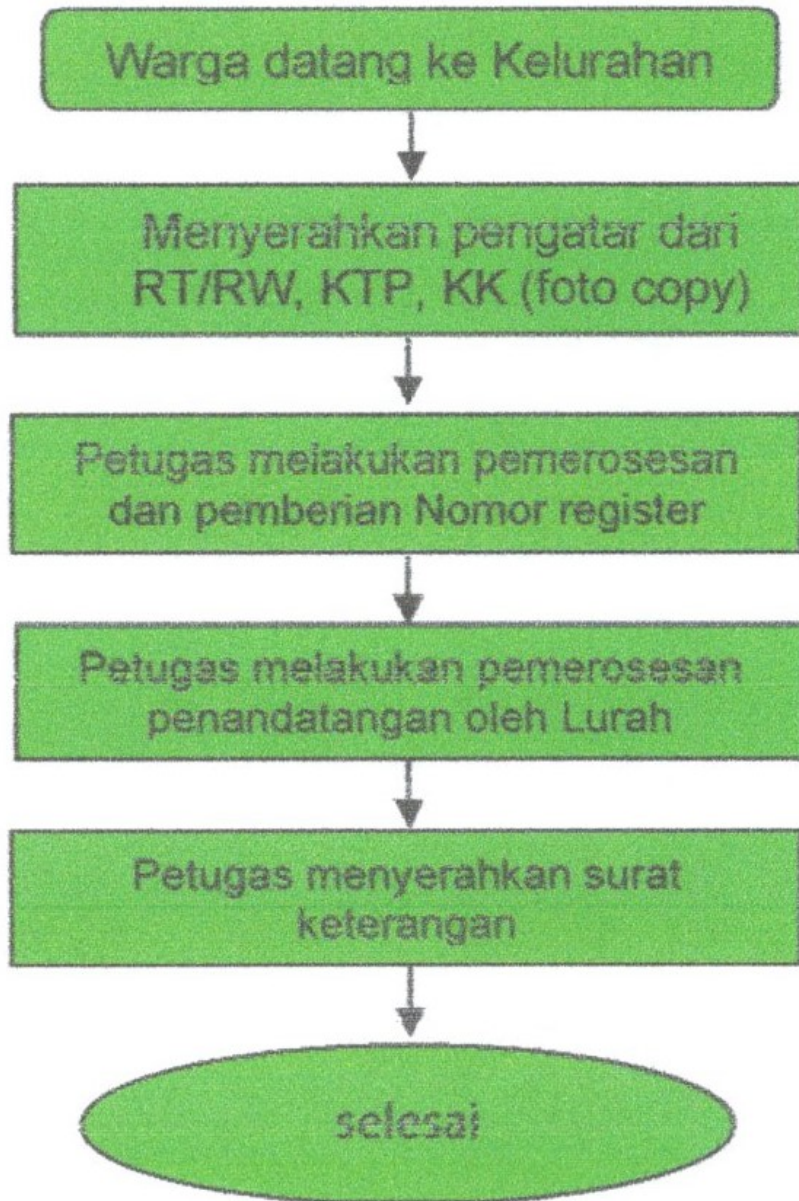 Warga datang ke Kelurahan
Menyerahkan pengatar dari
RT/RW, KTP, KK (foto copy)
Petugas melakukan pemerosesan
dan pemberian Nomor register
Petugas melakukan pemerosesan
penandatangan oleh Lurah
Petugas menyerahkan surat
keterangan
selesai